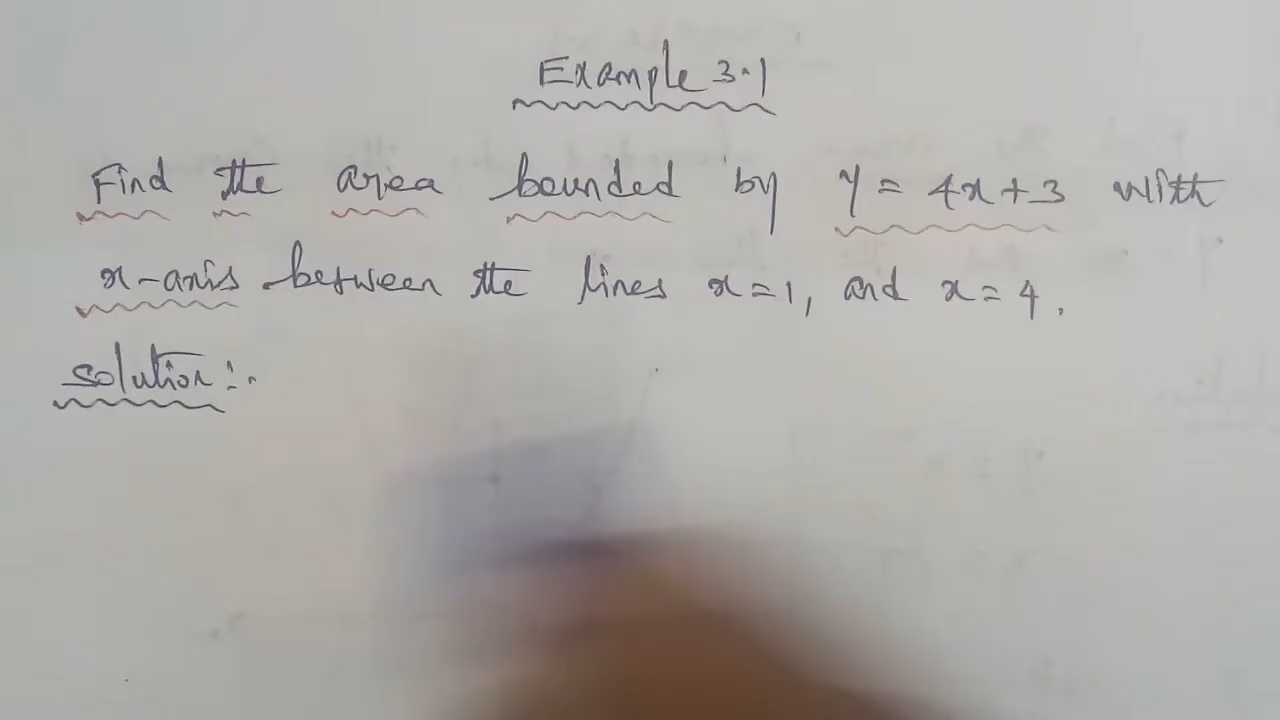 Example 3.1
Find the area bounded by y = 4x+3 with
x-axis between the lines x=1, and x=4.
solution:-